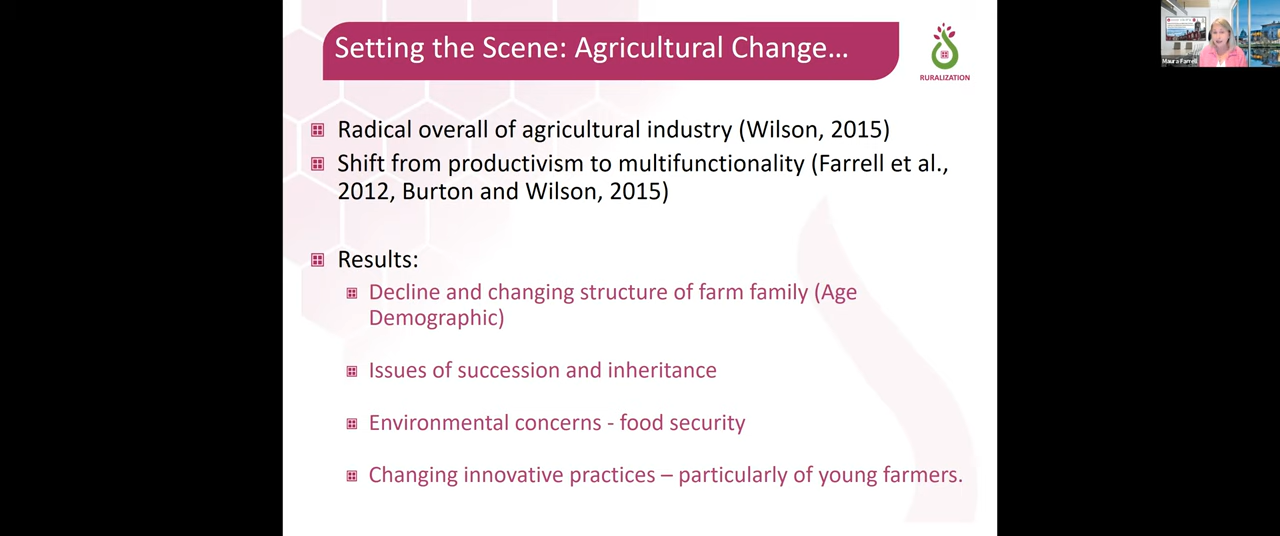 Setting the Scene: Agricultural Change…
RURALIZATION
Maura Farrell
Radical overall of agricultural industry (Wilson, 2015)
Shift from productivism to multifunctionality (Farrell et al.,
2012, Burton and Wilson, 2015)
Results:
Decline and changing structure of farm family (Age
Demographic)
Issues of succession and inheritance
Environmental concerns - food security
Changing innovative practices – particularly of young farmers.